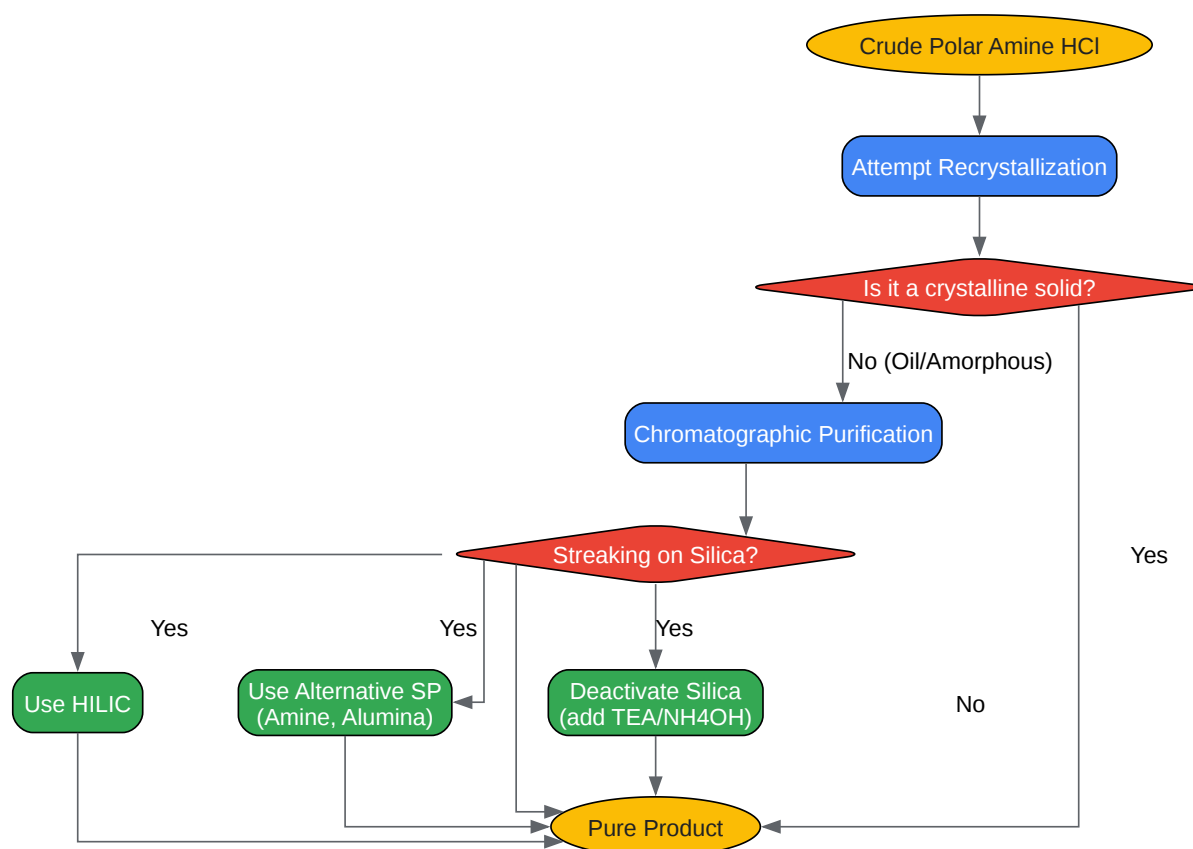 Crude Polar Amine HCl
Attempt Recrystallization
Is it a crystalline solid?
No (Oil/Amorphous)
Chromatographic Purification
Streaking on Silica?
Yes
Yes
Yes
Yes
Use HILIC
Use Alternative SP
(Amine, Alumina)
Deactivate Silica
(add TEA/NH4OH)
No
Pure Product